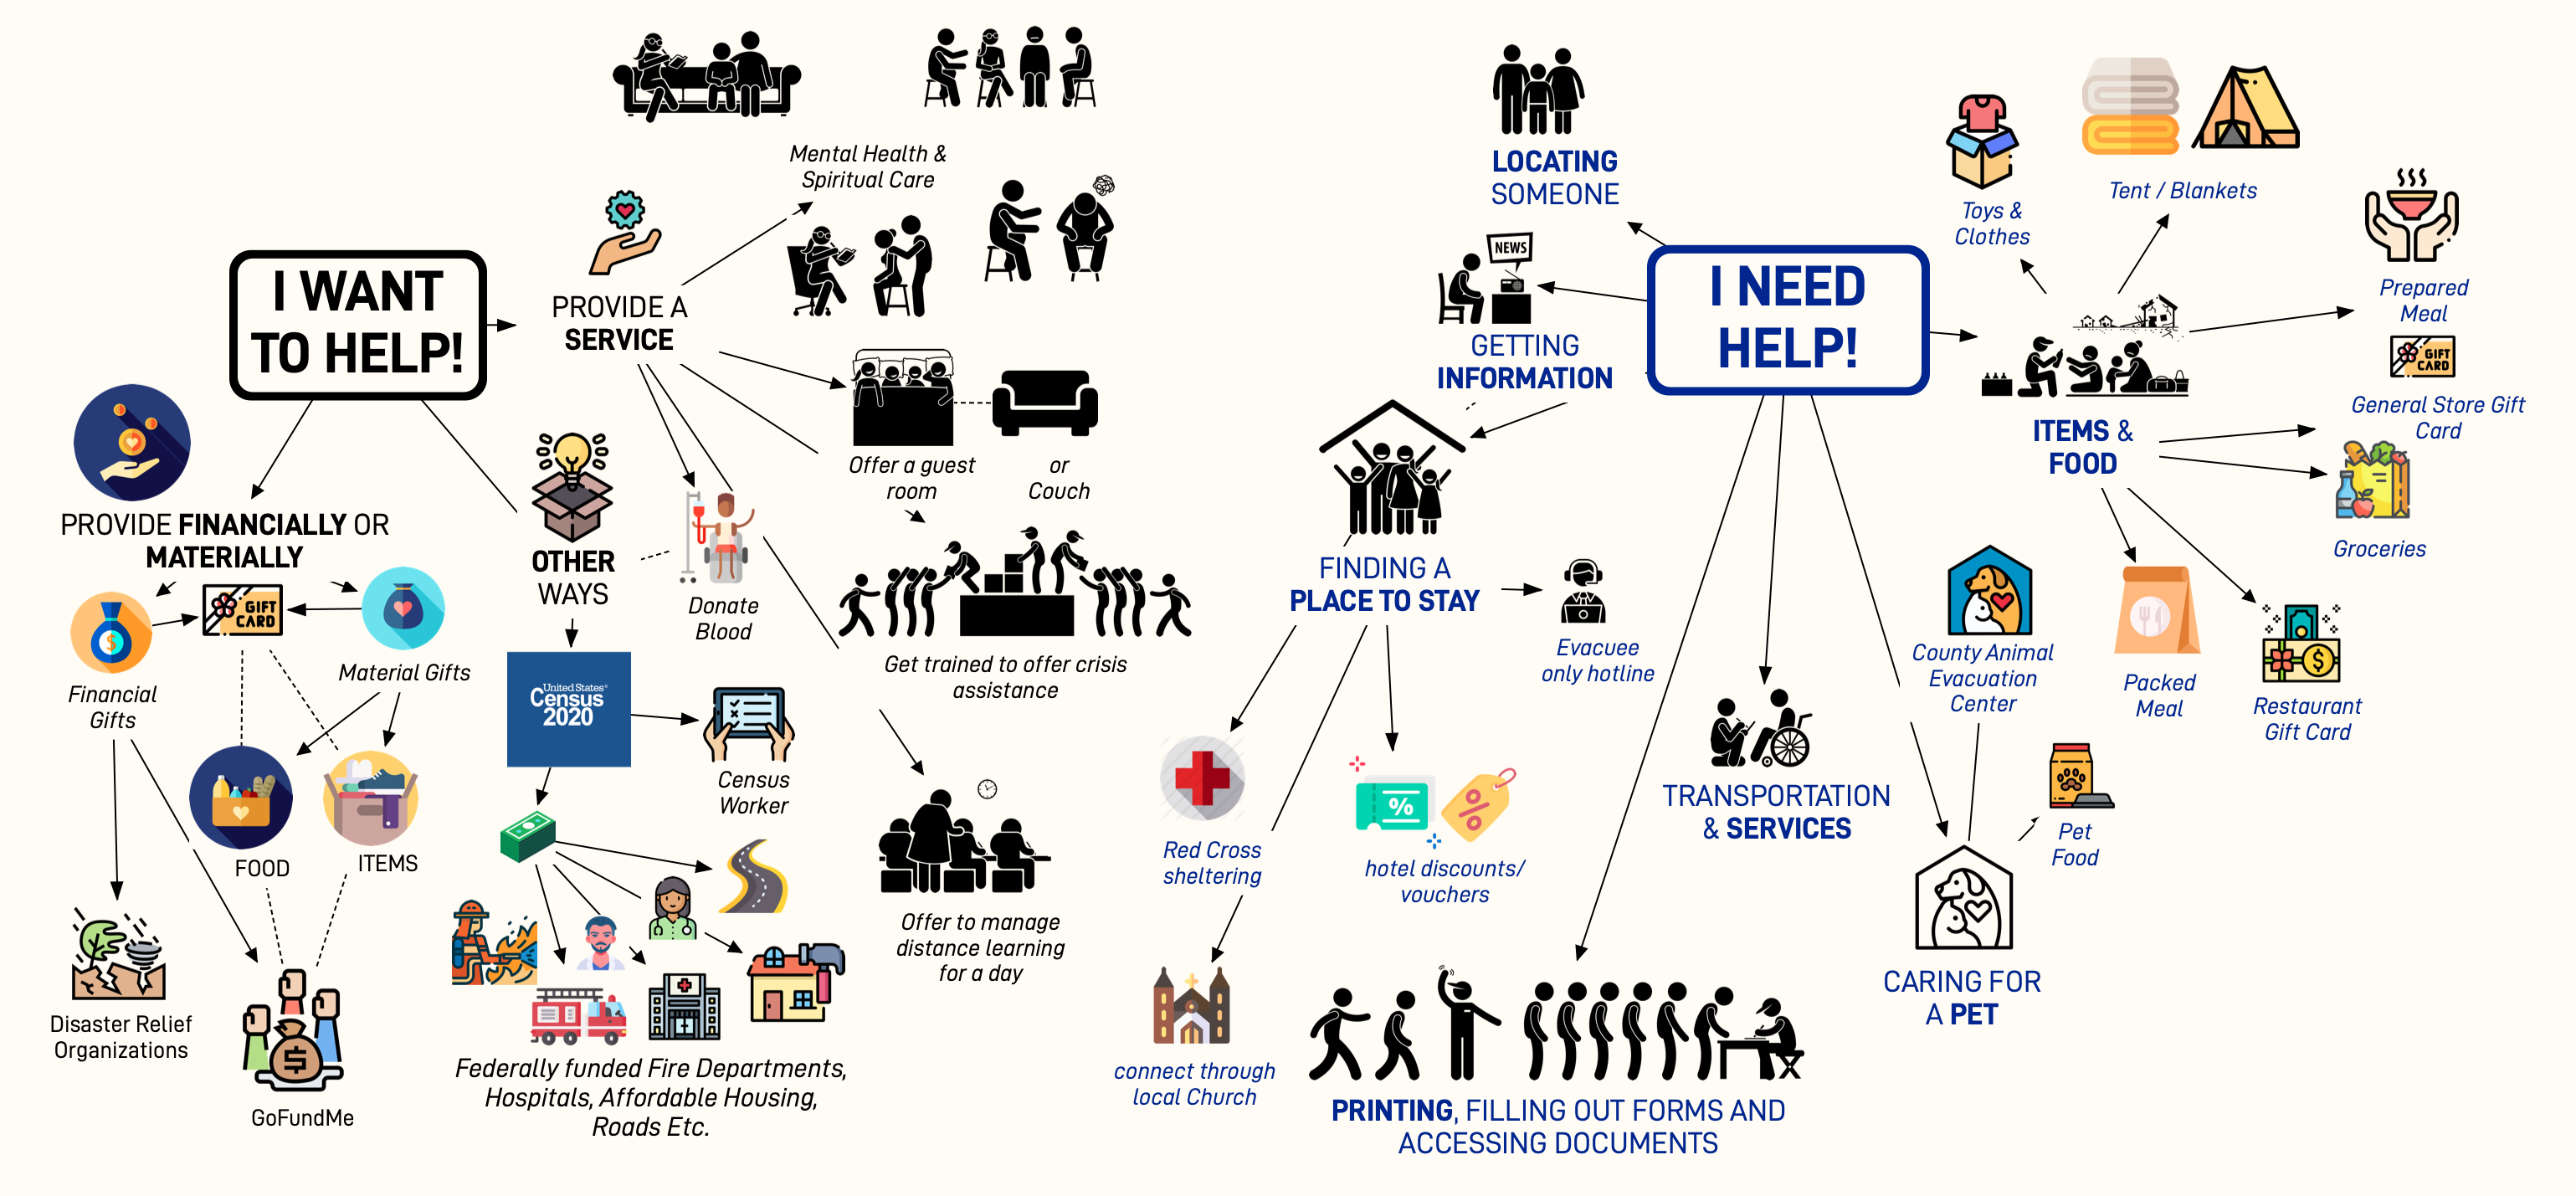 I WANT
TO HELP!
PROVIDE A
SERVICE
Mental Health &
Spiritual Care
Offer a guest
room
or
Couch
Get trained to offer crisis
assistance
Offer to manage
distance learning
for a day
Donate
Blood
OTHER
WAYS
United States®
Census
2020
Census
Worker
Federally funded Fire Departments,
Hospitals, Affordable Housing,
Roads Etc.
PROVIDE FINANCIALLY OR
MATERIALLY
GIFT
CARD
$
Financial
Gifts
Material Gifts
FOOD
ITEMS
Disaster Relief
Organizations
$
GoFundMe
I NEED
HELP!
LOCATING
SOMEONE
NEWS
GETTING
INFORMATION
FINDING A
PLACE TO STAY
Evacuee
only hotline
Red Cross
sheltering
%
%
hotel discounts/
vouchers
connect through
local Church
PRINTING, FILLING OUT FORMS AND
ACCESSING DOCUMENTS
TRANSPORTATION
& SERVICES
CARING FOR
A PET
County Animal
Evacuation
Center
Pet
Food
ITEMS &
FOOD
Toys &
Clothes
Tent / Blankets
Prepared
Meal
GIFT
CARD
General Store Gift
Card
Groceries
Packed
Meal
$
Restaurant
Gift Card